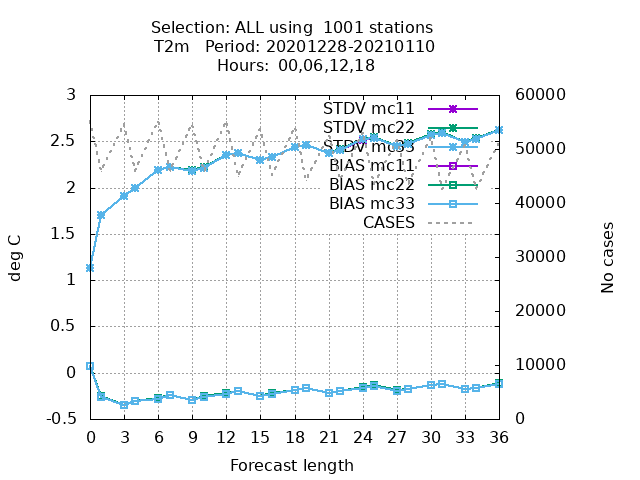 Selection: ALL using  1001 stations
T2m   Period: 20201228-20210110
Hours:  00,06,12,18
3
2.5
2
1.5
1
0.5
0
-0.5
deg C
60000
50000
40000
30000
20000
10000
0
No cases
STDV mc11
STDV mc22
STDV mc33
BIAS mc11
BIAS mc22
BIAS mc33
CASES
0 3 6 9 12 15 18 21 24 27 30 33 36
Forecast length